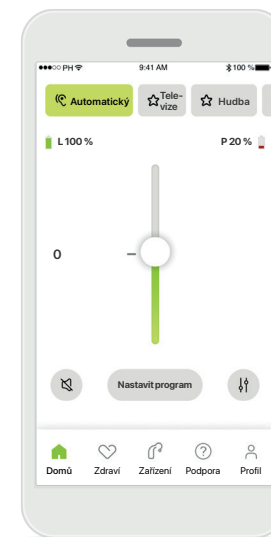 PH 9:41 AM 100 %
Automatický Tele-
vize Hudba
L 100 % P 20 %
0
Nastavit program
Domů Zdraví Zařízení Podpora Profil